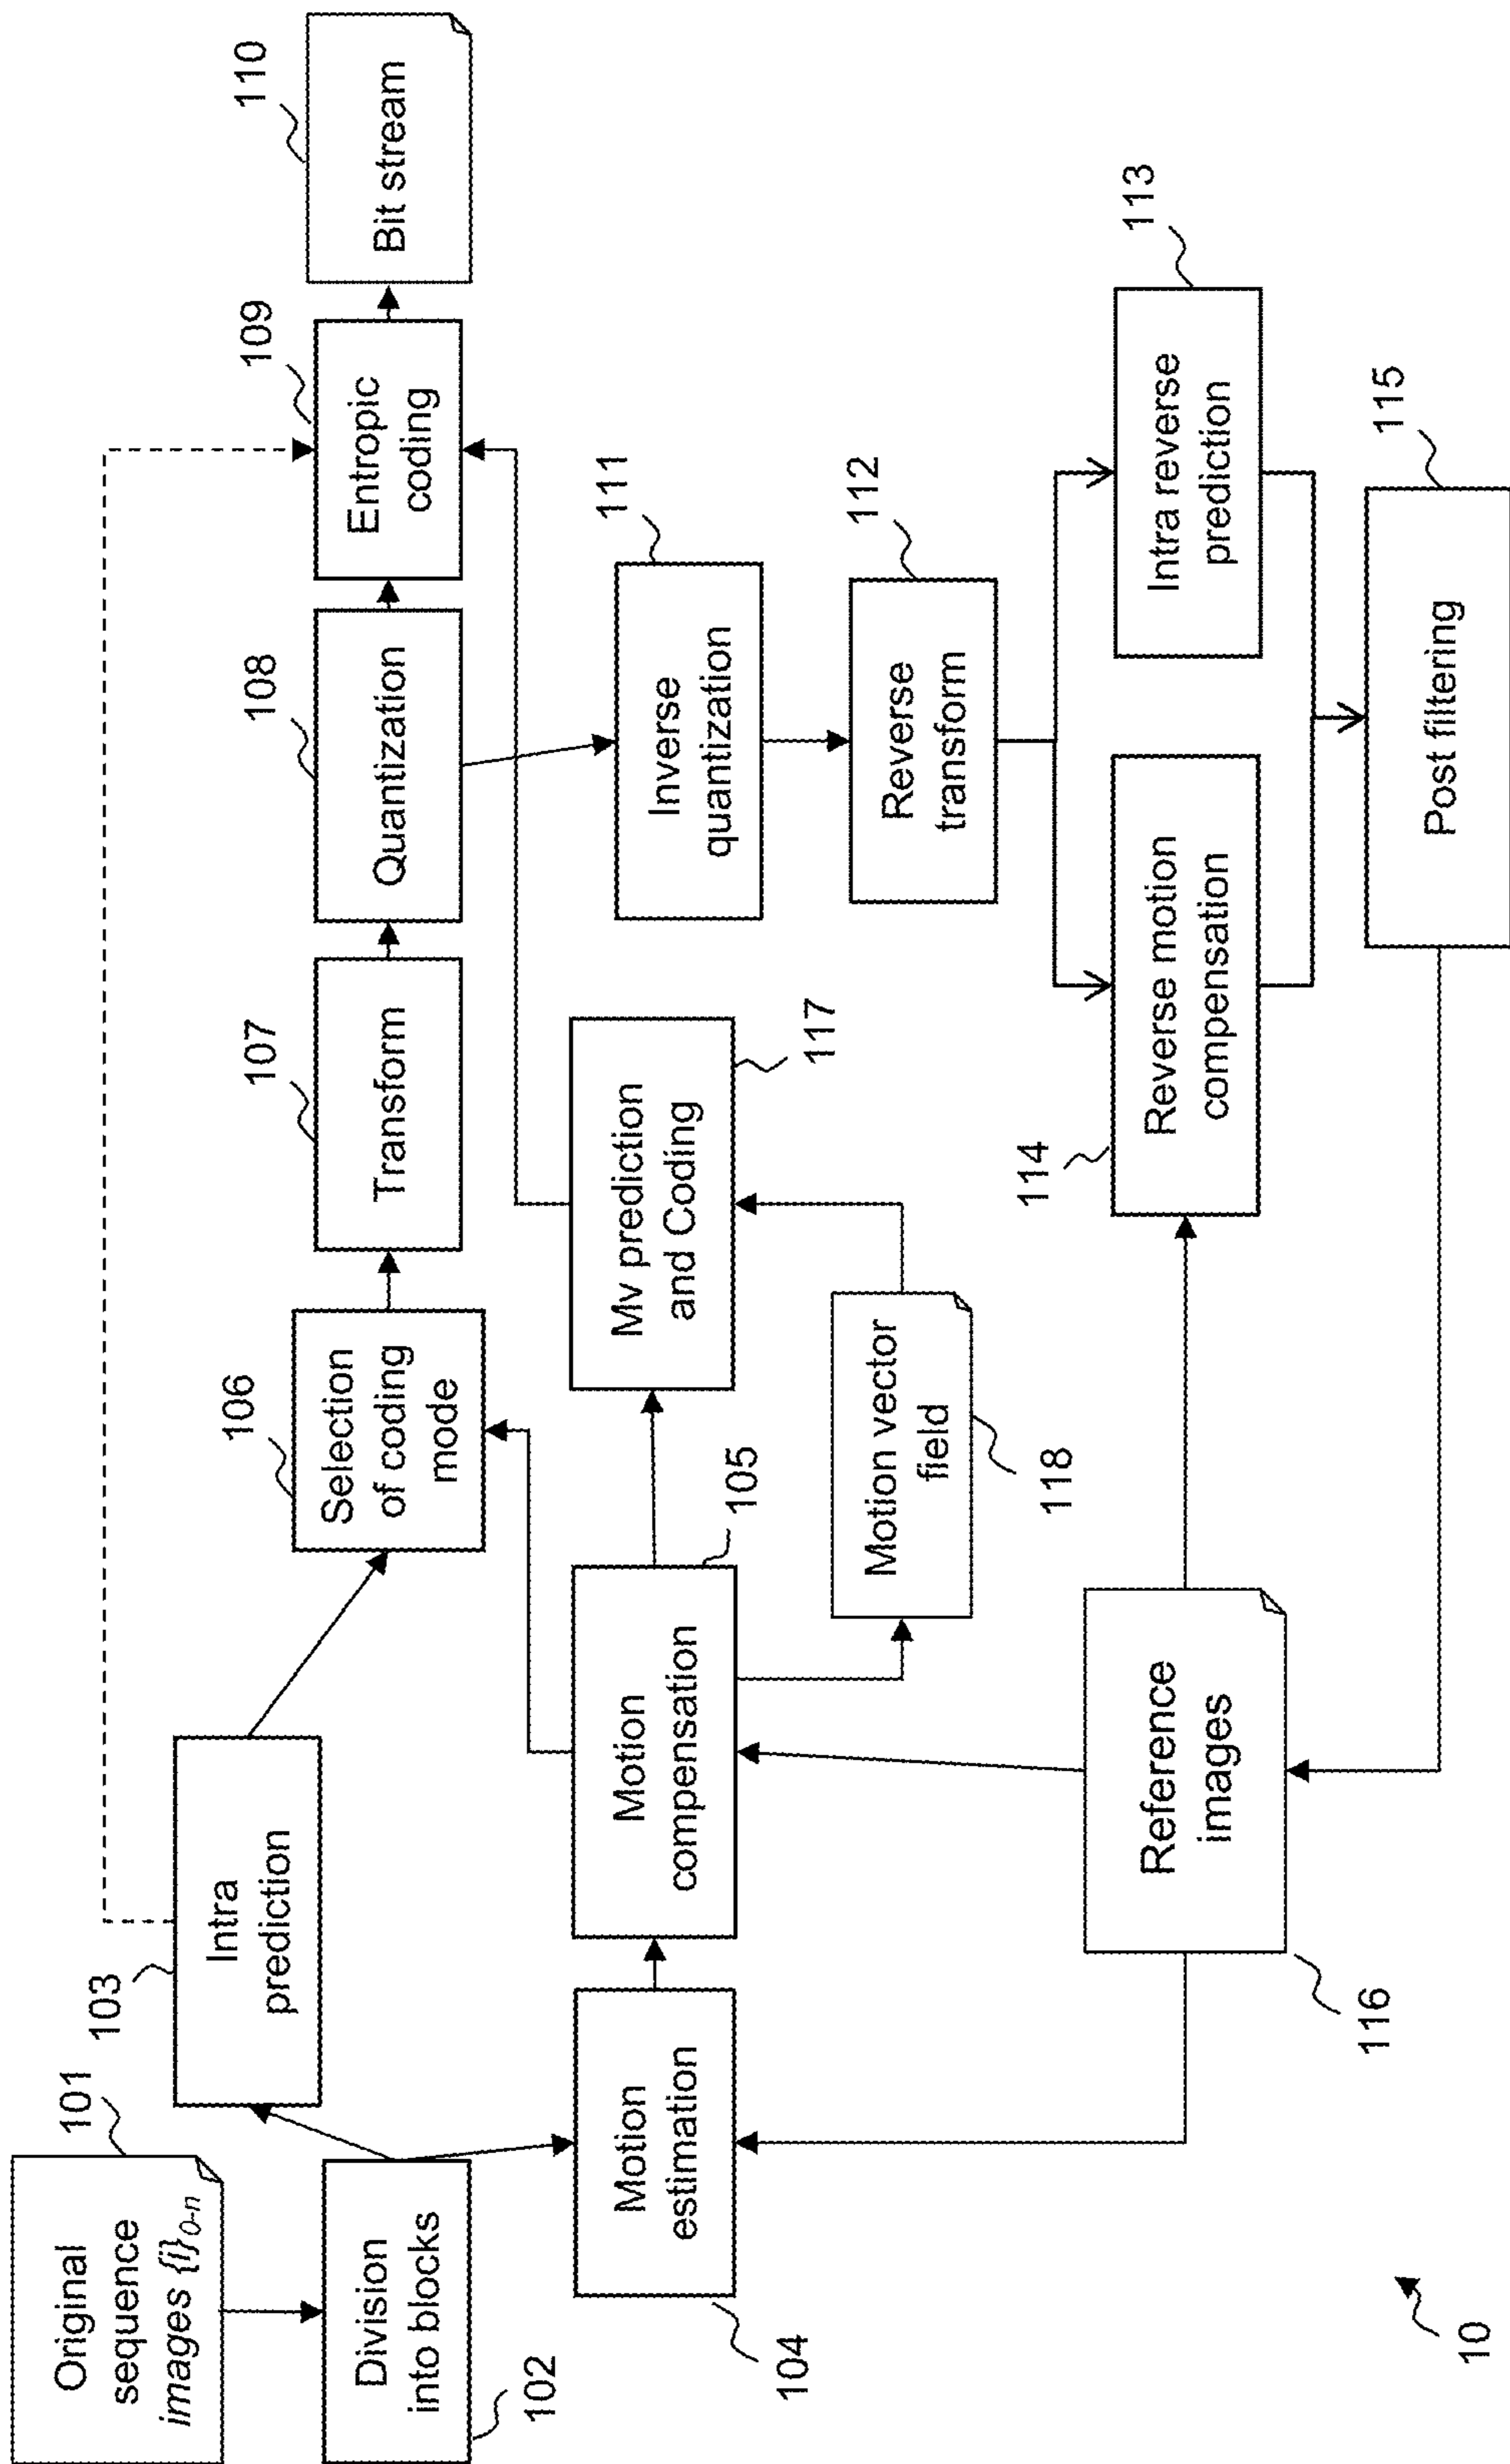 101
Original
sequence
images {i}0-n
102
Division
into blocks
103
Intra
prediction
104
Motion
estimation
105
Motion
compensation
106
Selection
of coding
mode
107
Transform
108
Quantization
109
Entropic
coding
110
Bit stream
117
Mv prediction
and Coding
118
Motion vector
field
111
Inverse
quantization
112
Reverse
transform
113
Intra reverse
prediction
114
Reverse motion
compensation
115
Post filtering
116
Reference
images
10